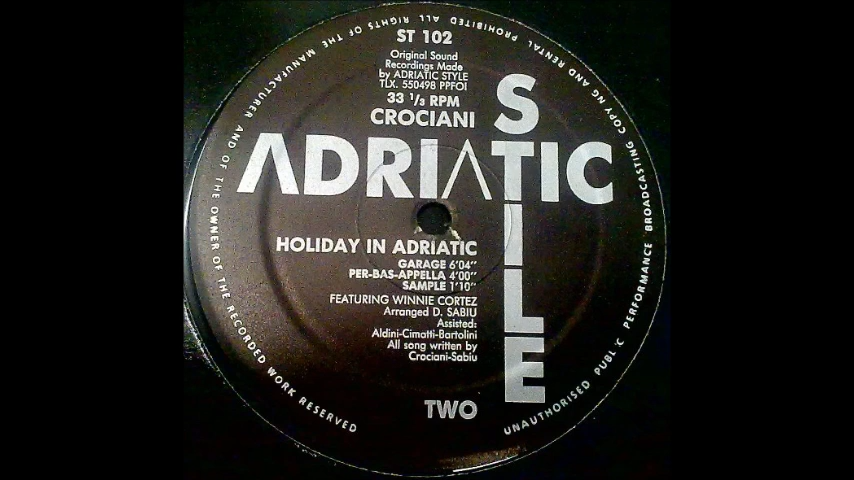 ALL RIGHTS OF THE MANUFACTURER AND OF THE OWNER OF THE RECORDED WORK RESERVED
UNAUTHORISED PUBL C PERFORMANCE BROADCASTING COPY NG AND RENTAL PROHIBITED
ST 102
Original Sound
Recordings Made
by ADRIATIC STYLE
TLX. 550498 PPFOI
33 1/3 RPM
CROCIANI
ADRIATIC
STILE
HOLIDAY IN ADRIATIC
GARAGE 6'04"
PER-BAS-APPELLA 4'00"
SAMPLE 1'10"
FEATURING WINNIE CORTEZ
Arranged D. SABIU
Assisted:
Aldini-Cimatti-Bartolini
All song written by
Crociani-Sabiu
TWO